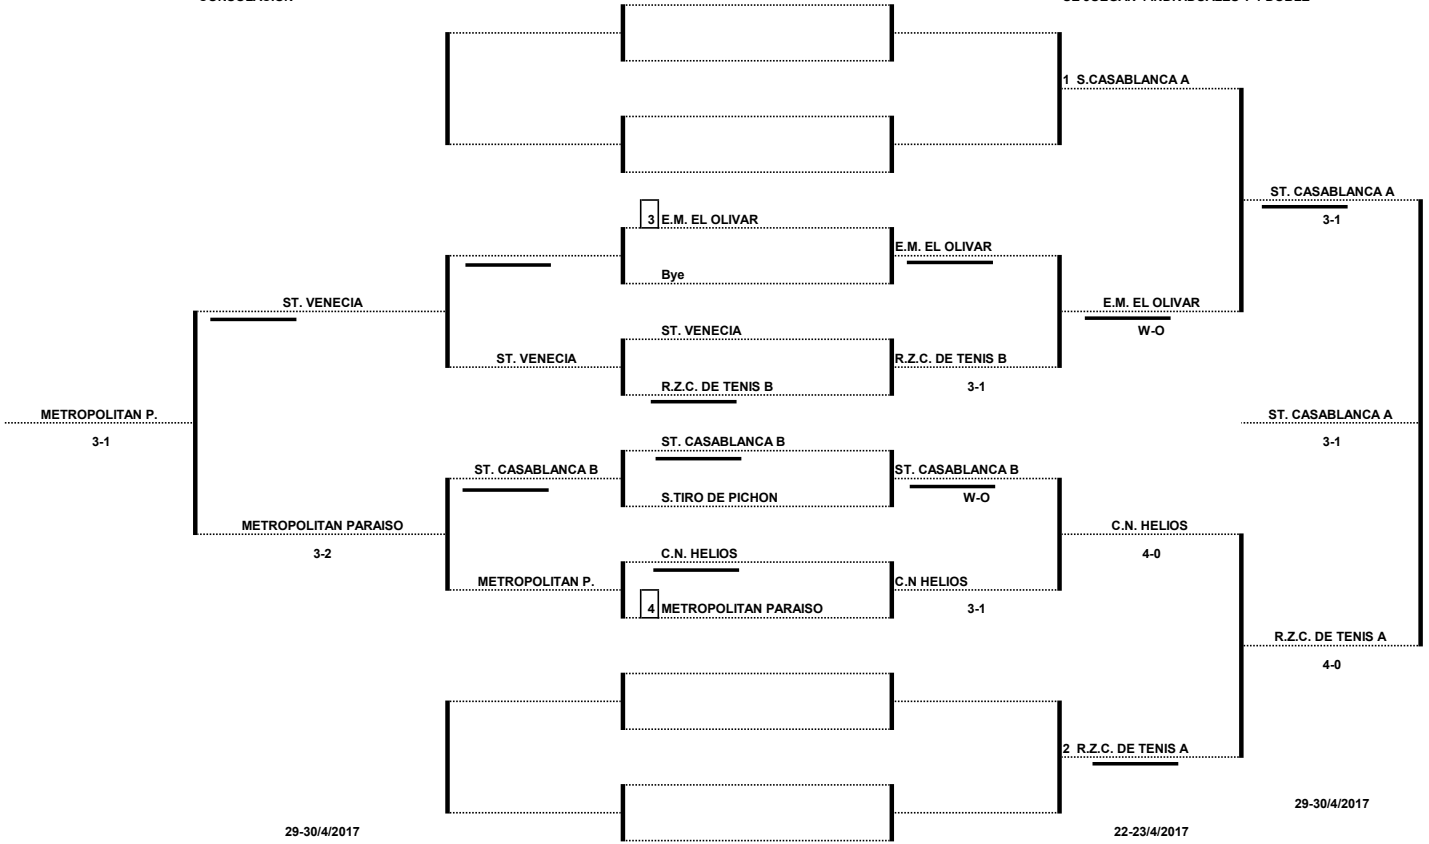 1 S.CASABLANCA A
ST. CASABLANCA A
3-1
3 E.M. EL OLIVAR
E.M. EL OLIVAR
Bye
ST. VENECIA
E.M. EL OLIVAR
W-O
ST. VENECIA
ST. VENECIA
R.Z.C. DE TENIS B
R.Z.C. DE TENIS B
3-1
METROPOLITAN P.
3-1
ST. CASABLANCA A
3-1
ST. CASABLANCA B
ST. CASABLANCA B
ST. CASABLANCA B
W-O
S.TIRO DE PICHON
METROPOLITAN PARAISO
3-2
C.N. HELIOS
4-0
C.N. HELIOS
METROPOLITAN P.
C.N HELIOS
3-1
4 METROPOLITAN PARAISO
R.Z.C. DE TENIS A
4-0
2 R.Z.C. DE TENIS A
29-30/4/2017
29-30/4/2017
22-23/4/2017